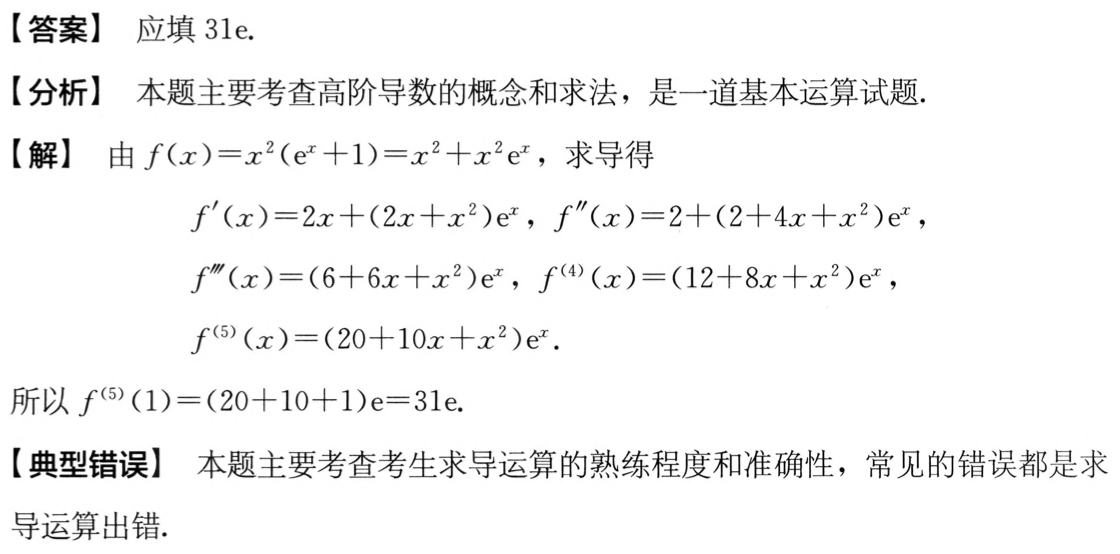 【答案】 应填 31e.
【分析】 本题主要考查高阶导数的概念和求法，是一道基本运算试题.
【解】 由 f(x)=x²(eˣ+1)=x²+x²eˣ，求导得
f′(x)=2x+(2x+x²)eˣ，f″(x)=2+(2+4x+x²)eˣ，
f‴(x)=(6+6x+x²)eˣ，f⁽⁴⁾(x)=(12+8x+x²)eˣ，
f⁽⁵⁾(x)=(20+10x+x²)eˣ.
所以 f⁽⁵⁾(1)=(20+10+1)e=31e.
【典型错误】 本题主要考查考生求导运算的熟练程度和准确性，常见的错误都是求
导运算出错.